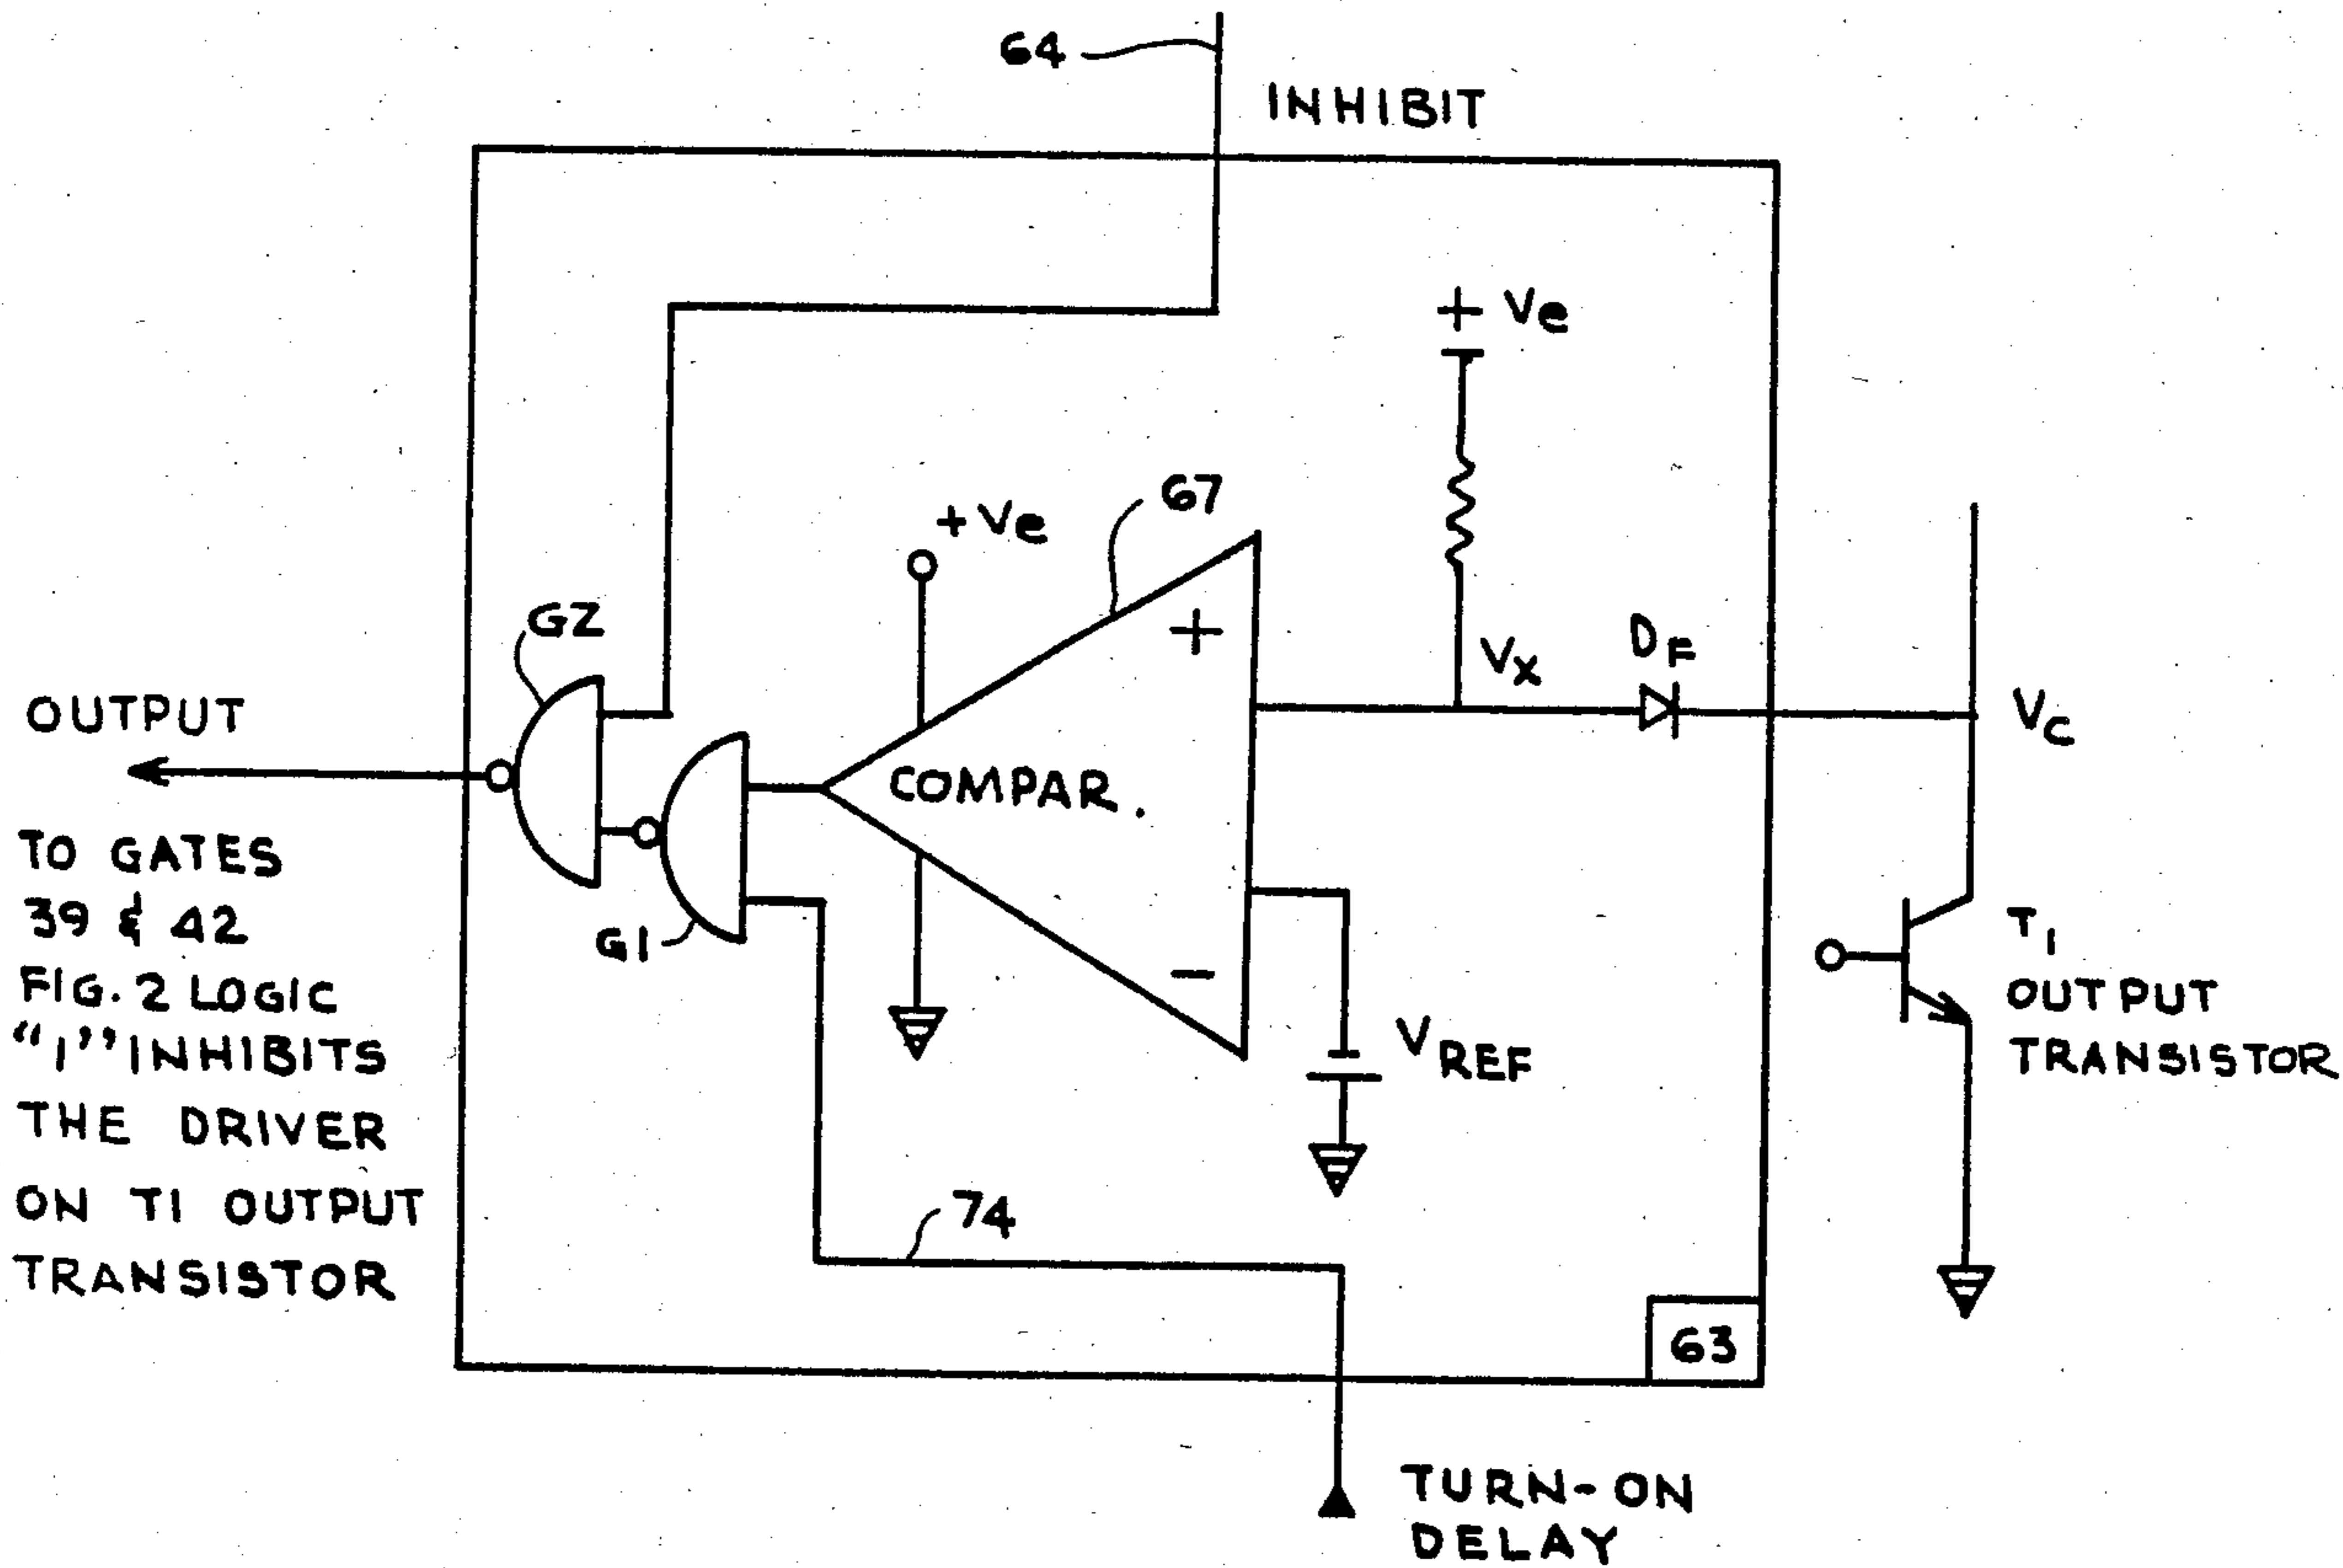 64
INHIBIT
+ Ve
67
+ Ve
+
G2
VX
DF
OUTPUT
VC
COMPAR.
TO GATES
39 & 42
FIG. 2 LOGIC
“1” INHIBITS
THE DRIVER
ON T1 OUTPUT
TRANSISTOR
G1
−
T1
OUTPUT
TRANSISTOR
VREF
74
63
TURN-ON
DELAY